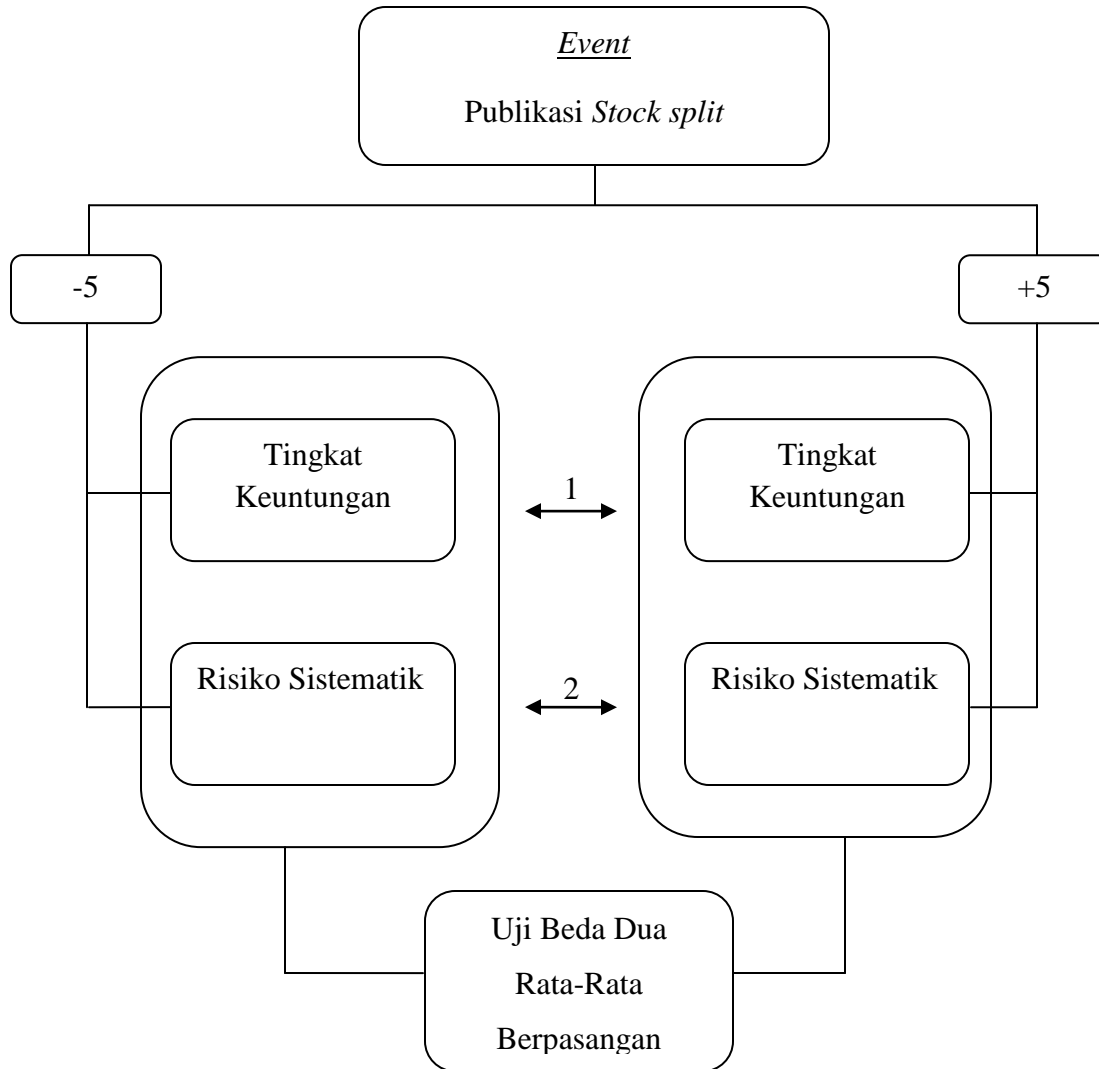 Event
Publikasi Stock split
-5
+5
Tingkat
Keuntungan
1
Tingkat
Keuntungan
Risiko Sistematik
2
Risiko Sistematik
Uji Beda Dua
Rata-Rata
Berpasangan